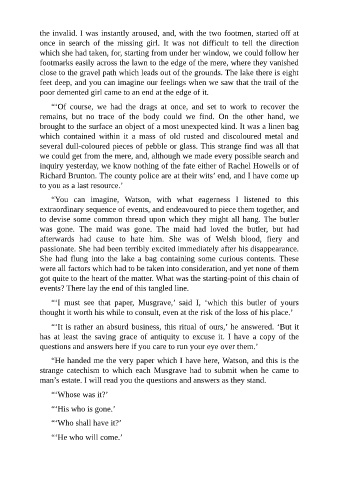 the invalid. I was instantly aroused, and, with the two footmen, started off at
once in search of the missing girl. It was not difficult to tell the direction
which she had taken, for, starting from under her window, we could follow her
footmarks easily across the lawn to the edge of the mere, where they vanished
close to the gravel path which leads out of the grounds. The lake there is eight
feet deep, and you can imagine our feelings when we saw that the trail of the
poor demented girl came to an end at the edge of it.
“‘Of course, we had the drags at once, and set to work to recover the
remains, but no trace of the body could we find. On the other hand, we
brought to the surface an object of a most unexpected kind. It was a linen bag
which contained within it a mass of old rusted and discoloured metal and
several dull-coloured pieces of pebble or glass. This strange find was all that
we could get from the mere, and, although we made every possible search and
inquiry yesterday, we know nothing of the fate either of Rachel Howells or of
Richard Brunton. The county police are at their wits’ end, and I have come up
to you as a last resource.’
“You can imagine, Watson, with what eagerness I listened to this
extraordinary sequence of events, and endeavoured to piece them together, and
to devise some common thread upon which they might all hang. The butler
was gone. The maid was gone. The maid had loved the butler, but had
afterwards had cause to hate him. She was of Welsh blood, fiery and
passionate. She had been terribly excited immediately after his disappearance.
She had flung into the lake a bag containing some curious contents. These
were all factors which had to be taken into consideration, and yet none of them
got quite to the heart of the matter. What was the starting-point of this chain of
events? There lay the end of this tangled line.
“‘I must see that paper, Musgrave,’ said I, ‘which this butler of yours
thought it worth his while to consult, even at the risk of the loss of his place.’
“‘It is rather an absurd business, this ritual of ours,’ he answered. ‘But it
has at least the saving grace of antiquity to excuse it. I have a copy of the
questions and answers here if you care to run your eye over them.’
“He handed me the very paper which I have here, Watson, and this is the
strange catechism to which each Musgrave had to submit when he came to
man’s estate. I will read you the questions and answers as they stand.
“‘Whose was it?’
“‘His who is gone.’
“‘Who shall have it?’
“‘He who will come.’